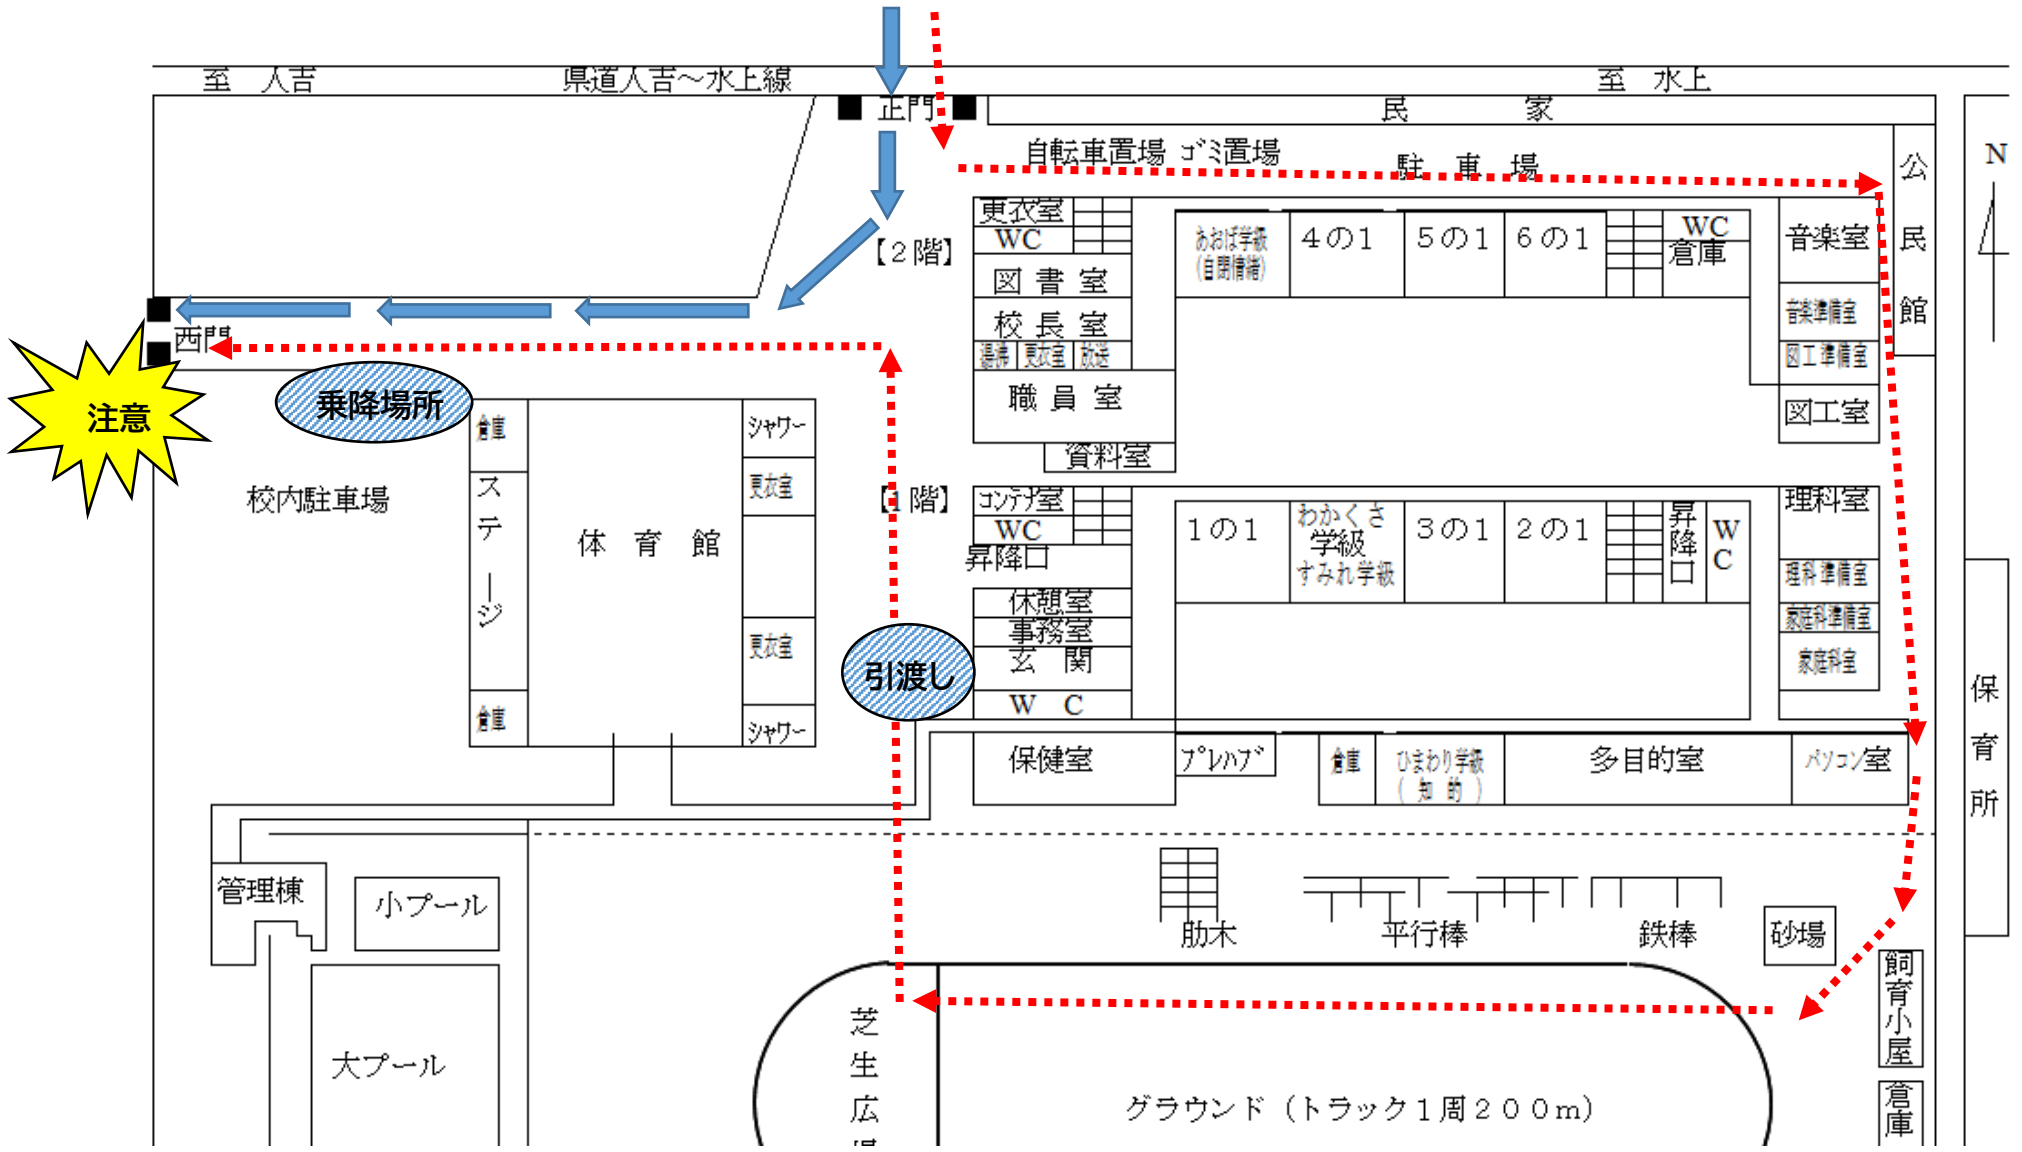 至 人吉
県道人吉～水上線
至 水上
正門
民 家
自転車置場 ゴミ置場
駐 車 場
公民館
N
【2階】
更衣室
WC
図 書 室
校 長 室
湯沸
更衣室
放送
職 員 室
資料室
あおば学級
(自閉情緒)
4の1
5の1
6の1
WC
倉庫
音楽室
音楽準備室
図工準備室
図工室
西門
注意
乗降場所
校内駐車場
倉庫
ステージ
倉庫
体 育 館
シャワー
更衣室
更衣室
シャワー
【1階】
コンテナ室
WC
昇降口
休憩室
事務室
玄 関
W C
引渡し
1の1
わかくさ
学級
すみれ学級
3の1
2の1
昇降口
WC
理科室
理科準備室
家庭科準備室
家庭科室
保健室
プレハブ
倉庫
ひまわり学級
( 知 的 )
多目的室
パソコン室
保育所
管理棟
小プール
大プール
肋木
平行棒
鉄棒
砂場
飼育小屋
倉庫
芝生広場
グラウンド（トラック1周200m）